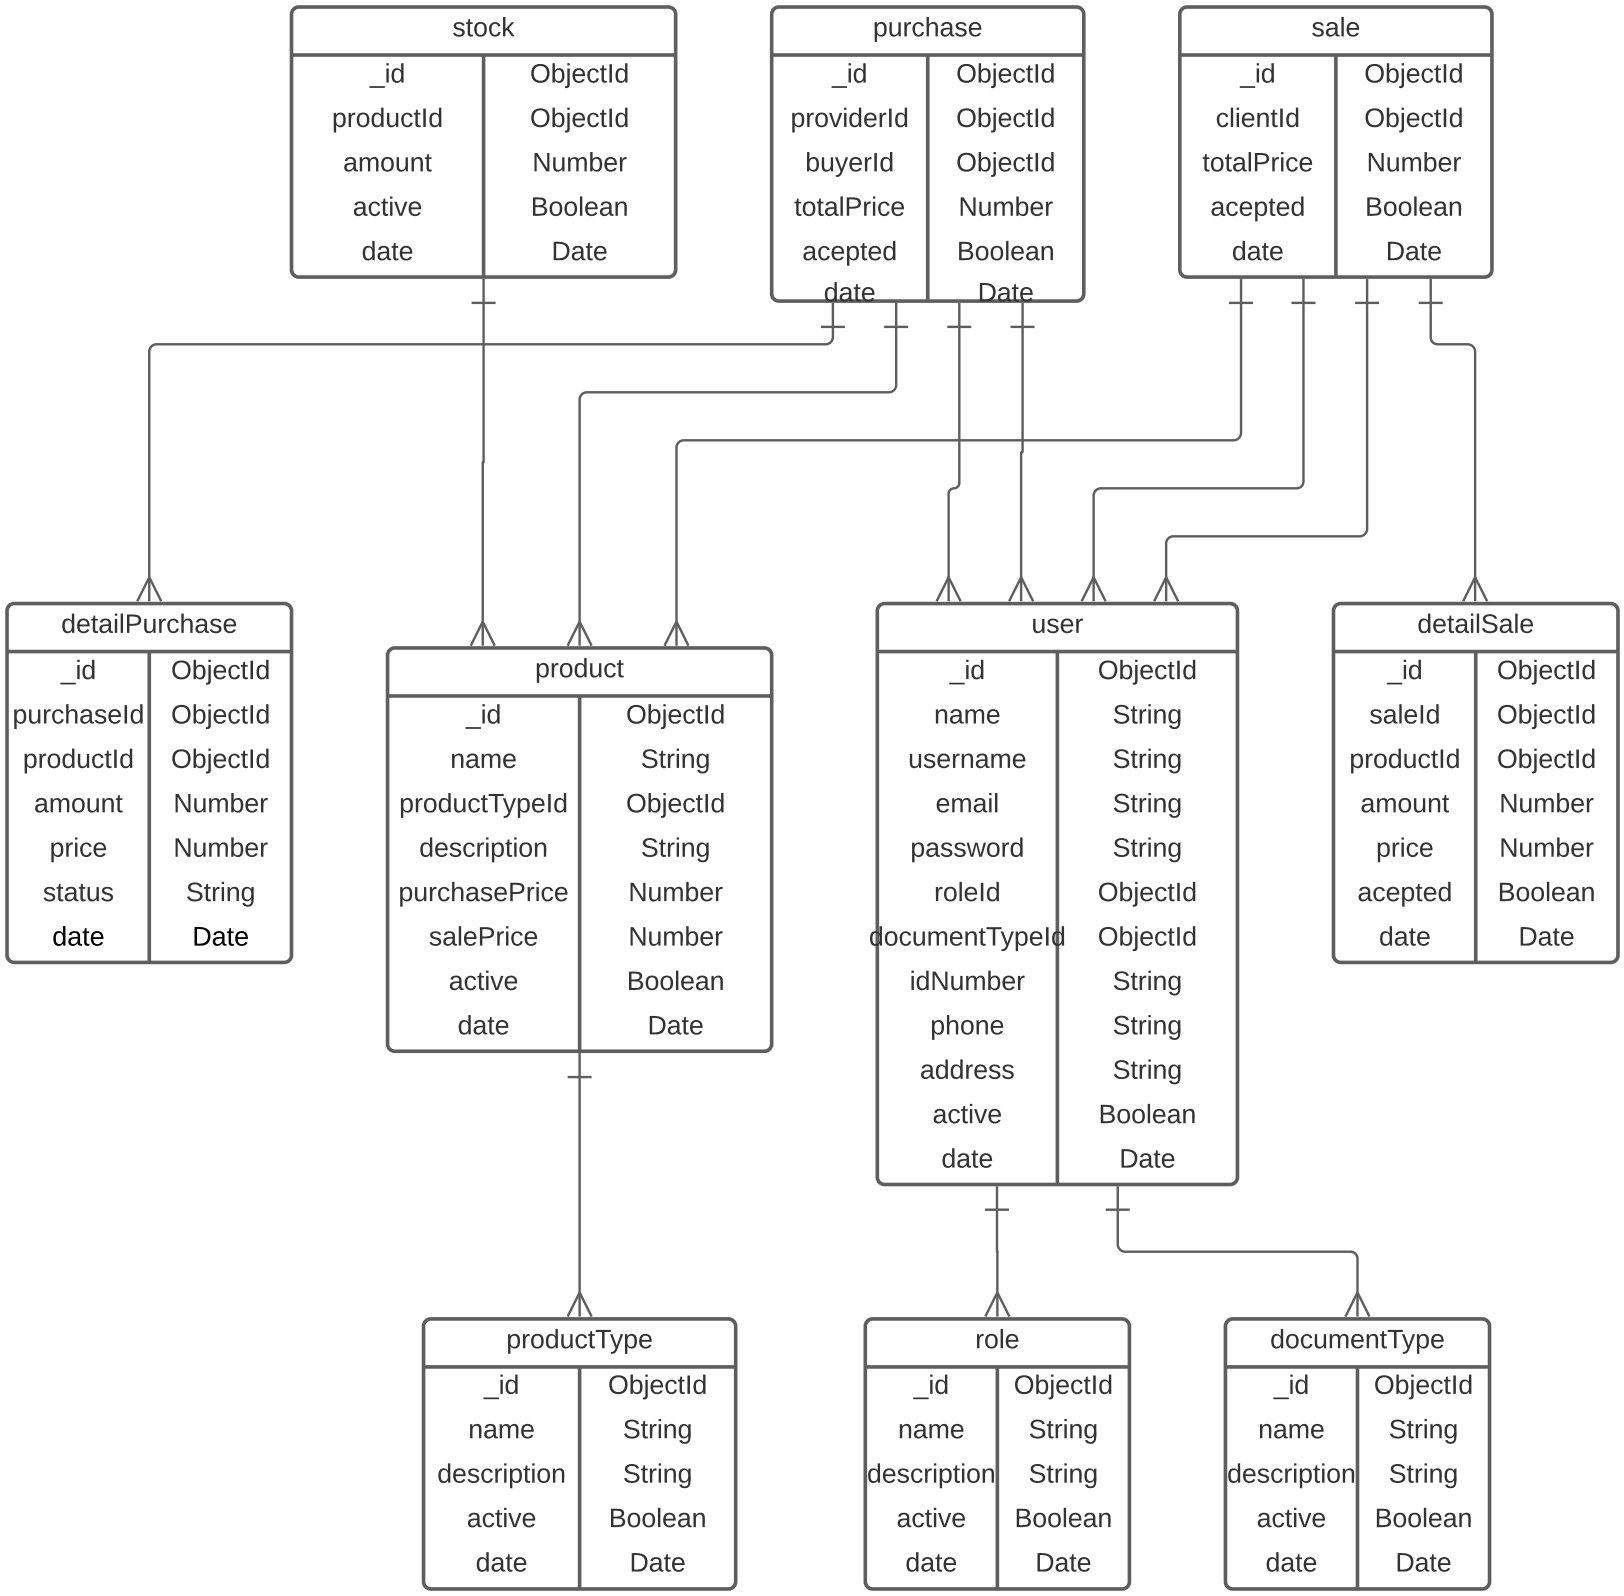 stock
_id ObjectId
productId ObjectId
amount Number
active Boolean
date Date
purchase
_id ObjectId
providerId ObjectId
buyerId ObjectId
totalPrice Number
acepted Boolean
date Date
sale
_id ObjectId
clientId ObjectId
totalPrice Number
acepted Boolean
date Date
detailPurchase
_id ObjectId
purchaseId ObjectId
productId ObjectId
amount Number
price Number
status String
date Date
product
_id ObjectId
name String
productTypeId ObjectId
description String
purchasePrice Number
salePrice Number
active Boolean
date Date
user
_id ObjectId
name String
username String
email String
password String
roleId ObjectId
documentTypeId ObjectId
idNumber String
phone String
address String
active Boolean
date Date
detailSale
_id ObjectId
saleId ObjectId
productId ObjectId
amount Number
price Number
acepted Boolean
date Date
productType
_id ObjectId
name String
description String
active Boolean
date Date
role
_id ObjectId
name String
description String
active Boolean
date Date
documentType
_id ObjectId
name String
description String
active Boolean
date Date